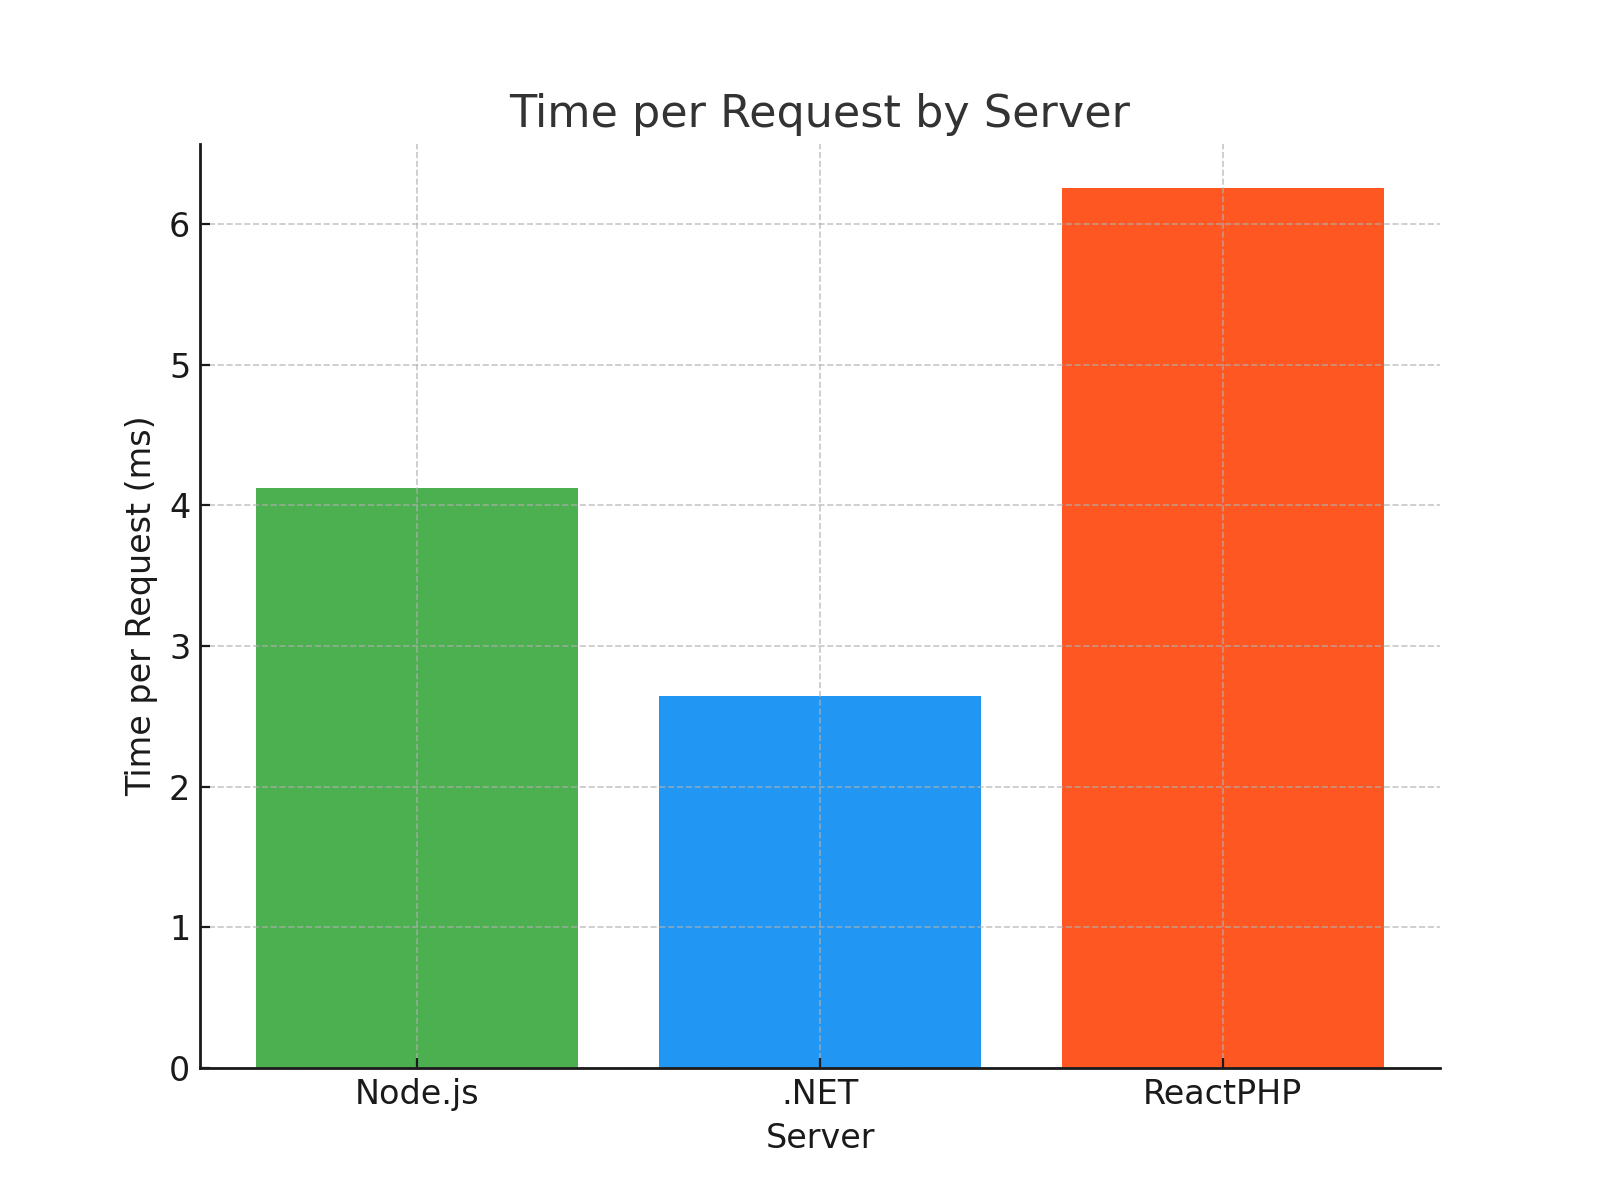 Time per Request by Server
Time per Request (ms)
6
5
4
3
2
1
0
Node.js
.NET
ReactPHP
Server